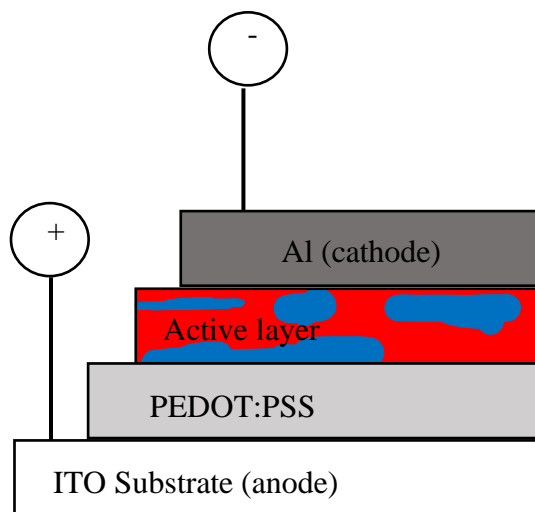 -
+
Al (cathode)
Active layer
PEDOT:PSS
ITO Substrate (anode)